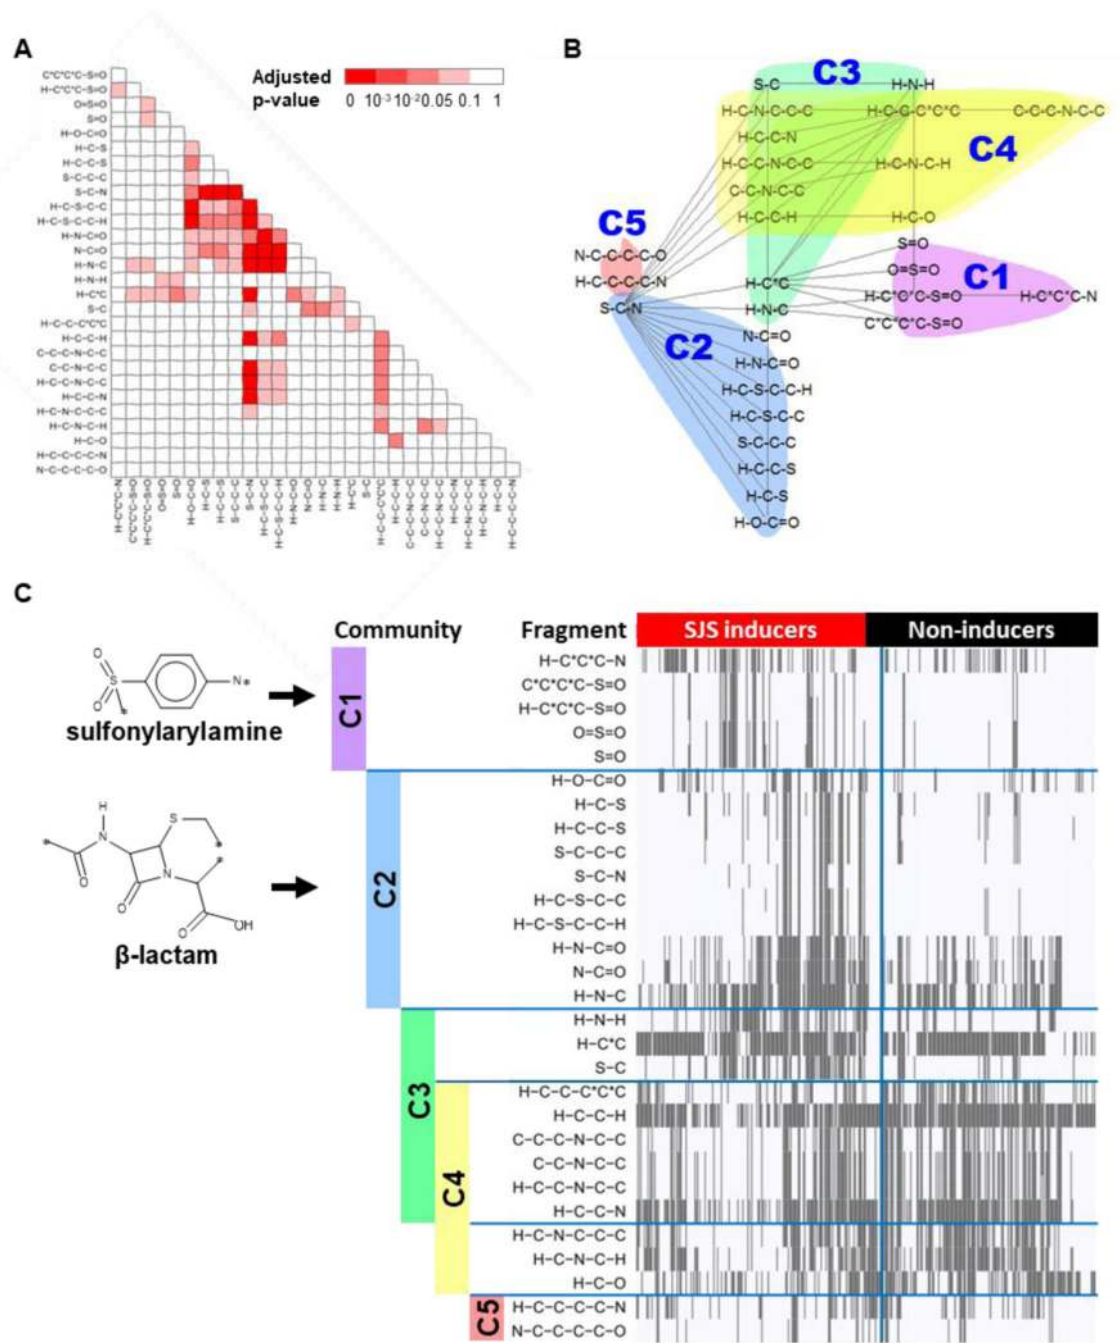 A
Adjusted
p-value
0 10⁻³ 10⁻² 0.05 0.1 1
C*C*C*C–S=O
H–C*C*C–S=O
O=S=O
S=O
H–O–C=O
H–C–S
H–C–C–S
S–C–C–C
S–C–N
H–C–S–C–C
H–C–S–C–C–H
H–N–C=O
N–C=O
H–N–C
H–N–H
H–C*C
S–C
H–C–C–C*C*C
H–C–C–H
C–C–C–N–C–C
C–C–N–C–C
H–C–C–N–C–C
H–C–C–N
H–C–N–C–C–C
H–C–N–C–H
H–C–O
H–C–C–C–C–N
N–C–C–C–C–O
B
C3
S–C
H–N–H
H–C–N–C–C–C
H–C–C–C*C*C
C–C–C–N–C–C
H–C–C–N
C4
H–C–C–N–C–C
H–C–N–C–H
C–C–N–C–C
H–C–C–H
H–C–O
C5
S=O
N–C–C–C–C–O
O=S=O
C1
H–C–C–C–C–N
H–C*C
H–C*C*C–S=O
H–C*C*C–N
S–C–N
H–N–C
C*C*C*C–S=O
C2
N–C=O
H–N–C=O
H–C–S–C–C–H
H–C–S–C–C
S–C–C–C
H–C–C–S
H–C–S
H–O–C=O
C
Community
Fragment
SJS inducers
Non-inducers
O
S
O
N
sulfonylarylamine
H
N
S
O
N
O
O
OH
β-lactam
C1
H–C*C*C–N
C*C*C*C–S=O
H–C*C*C–S=O
O=S=O
S=O
C2
H–O–C=O
H–C–S
H–C–C–S
S–C–C–C
S–C–N
H–C–S–C–C
H–C–S–C–C–H
H–N–C=O
N–C=O
H–N–C
C3
H–N–H
H–C*C
S–C
C4
H–C–C–C*C*C
H–C–C–H
C–C–C–N–C–C
C–C–N–C–C
H–C–C–N–C–C
H–C–C–N
H–C–N–C–C–C
H–C–N–C–H
H–C–O
C5
H–C–C–C–C–N
N–C–C–C–C–O